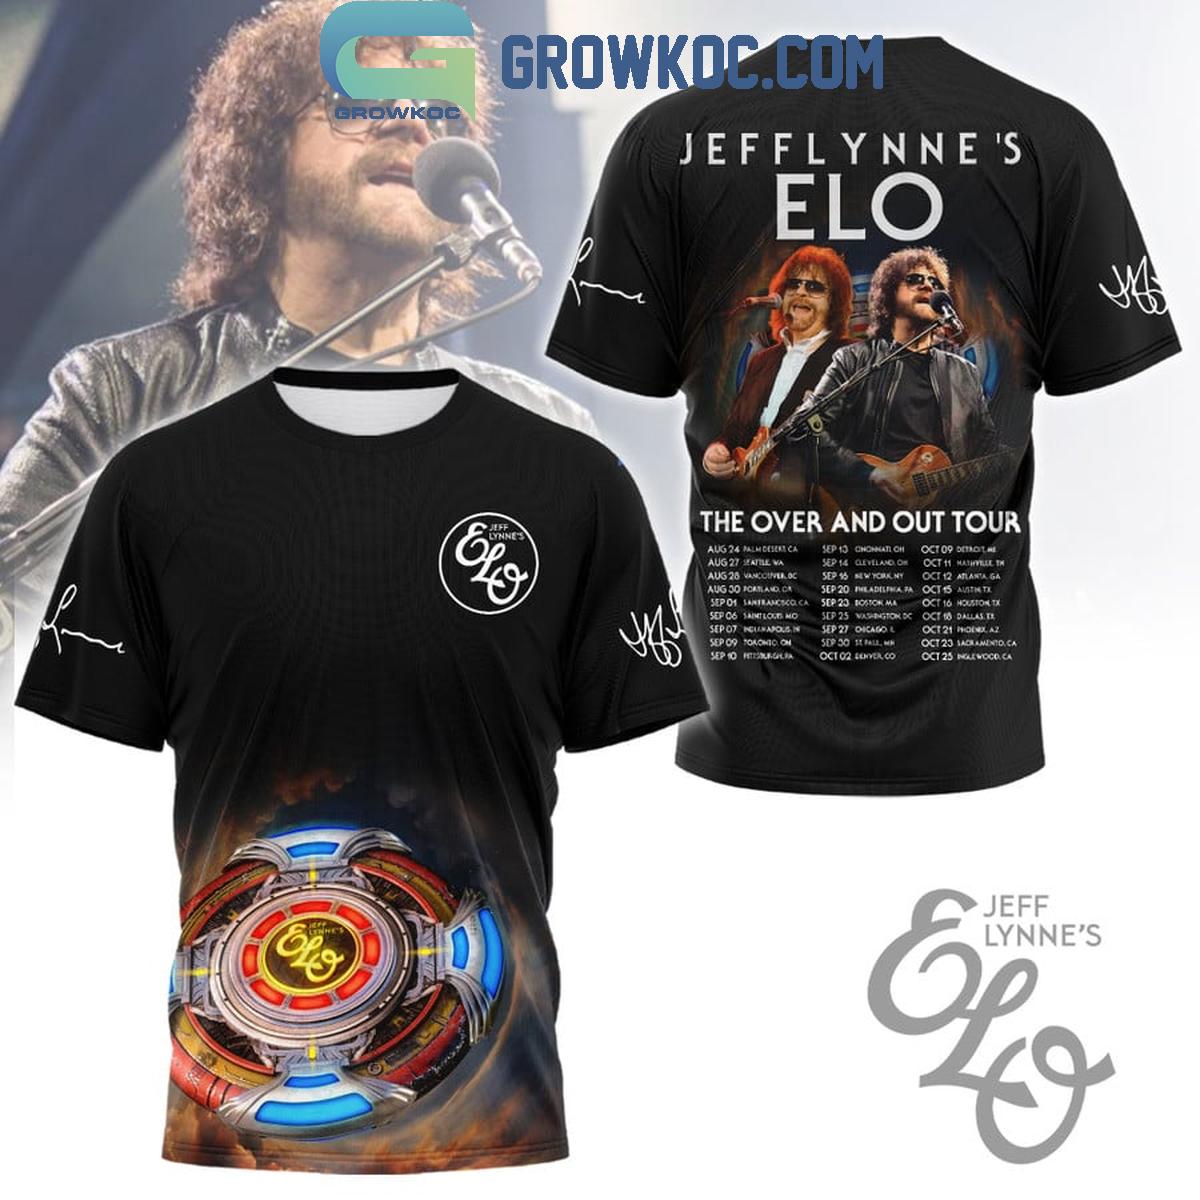 GROWKOC
GROWKOC.COM
JEFFLYNNE'S
ELO
THE OVER AND OUT TOUR
AUG 24 PALM DESERT, CA
AUG 27 SEATTLE, WA
AUG 28 VANCOUVER, BC
AUG 30 PORTLAND, OR
SEP 01 SAN FRANCISCO, CA
SEP 06 SAINT LOUIS, MO
SEP 07 INDIANAPOLIS, IN
SEP 09 TORONTO, ON
SEP 10 PITTSBURGH, PA
SEP 13 CINCINNATI, OH
SEP 14 CLEVELAND, OH
SEP 16 NEW YORK, NY
SEP 20 PHILADELPHIA, PA
SEP 23 BOSTON, MA
SEP 25 WASHINGTON, DC
SEP 27 CHICAGO, IL
SEP 30 ST. PAUL, MN
OCT 02 DENVER, CO
OCT 09 DETROIT, MI
OCT 11 NATHVILLE, TN
OCT 12 ATLANTA, GA
OCT 15 AUSTIN, TX
OCT 16 HOUSTON, TX
OCT 18 DALLAS, TX
OCT 21 PHOENIX, AZ
OCT 23 SACRAMENTO, CA
OCT 25 INGLEWOOD, CA
JEFF
LYNNE'S
ELO
JEFF
LYNNE'S
ELO
JEFF
LYNNE'S
ELO